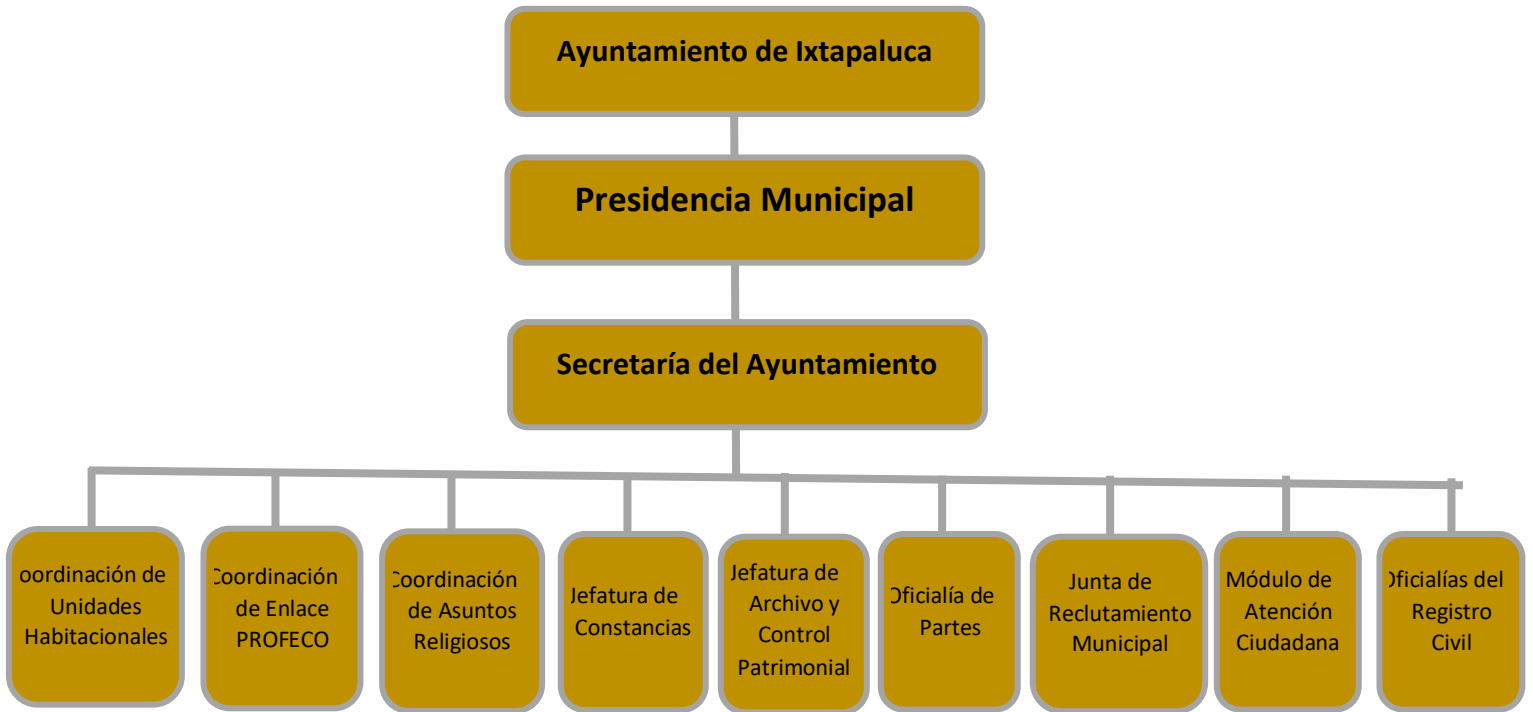 Ayuntamiento de Ixtapaluca
Presidencia Municipal
Secretaría del Ayuntamiento
oordinación de
Unidades
Habitacionales
Coordinación
de Enlace
PROFECO
Coordinación
de Asuntos
Religiosos
Jefatura de
Constancias
Jefatura de
Archivo y
Control
Patrimonial
Oficialía de
Partes
Junta de
Reclutamiento
Municipal
Módulo de
Atención
Ciudadana
Oficialías del
Registro
Civil